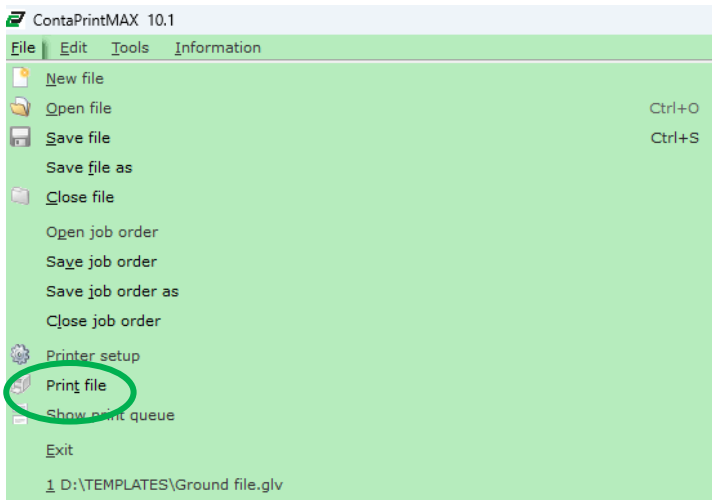 ContaPrintMAX 10.1
File Edit Tools Information
New file
Open file Ctrl+O
Save file Ctrl+S
Save file as
Close file
Open job order
Save job order
Save job order as
Close job order
Printer setup
Print file
Show print queue
Exit
1 D:\TEMPLATES\Ground file.glv